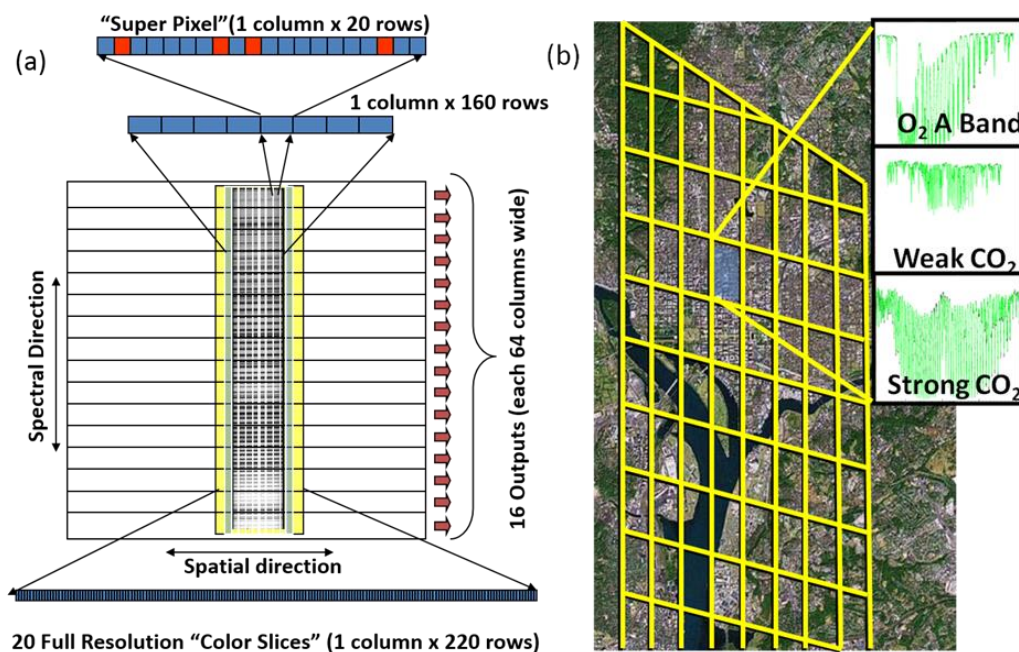 “Super Pixel”(1 column x 20 rows)
(a)
1 column x 160 rows
Spectral Direction
16 Outputs (each 64 columns wide)
Spatial direction
20 Full Resolution “Color Slices” (1 column x 220 rows)
(b)
O₂ A Band
Weak CO₂
Strong CO₂